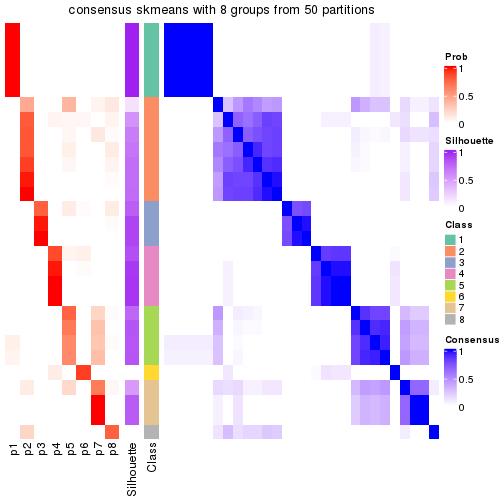 consensus skmeans with 8 groups from 50 partitions
Prob
1
0.5
0
Silhouette
1
0.5
0
Class
1
2
3
4
5
6
7
8
Consensus
1
0.5
0
p1
p2
p3
p4
p5
p6
p7
p8
Silhouette
Class